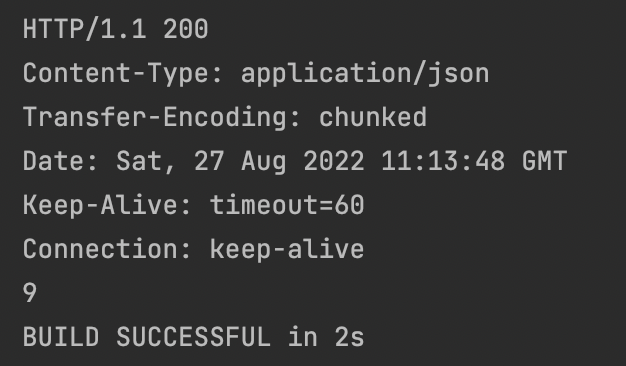 HTTP/1.1 200
Content-Type: application/json
Transfer-Encoding: chunked
Date: Sat, 27 Aug 2022 11:13:48 GMT
Keep-Alive: timeout=60
Connection: keep-alive
9
BUILD SUCCESSFUL in 2s